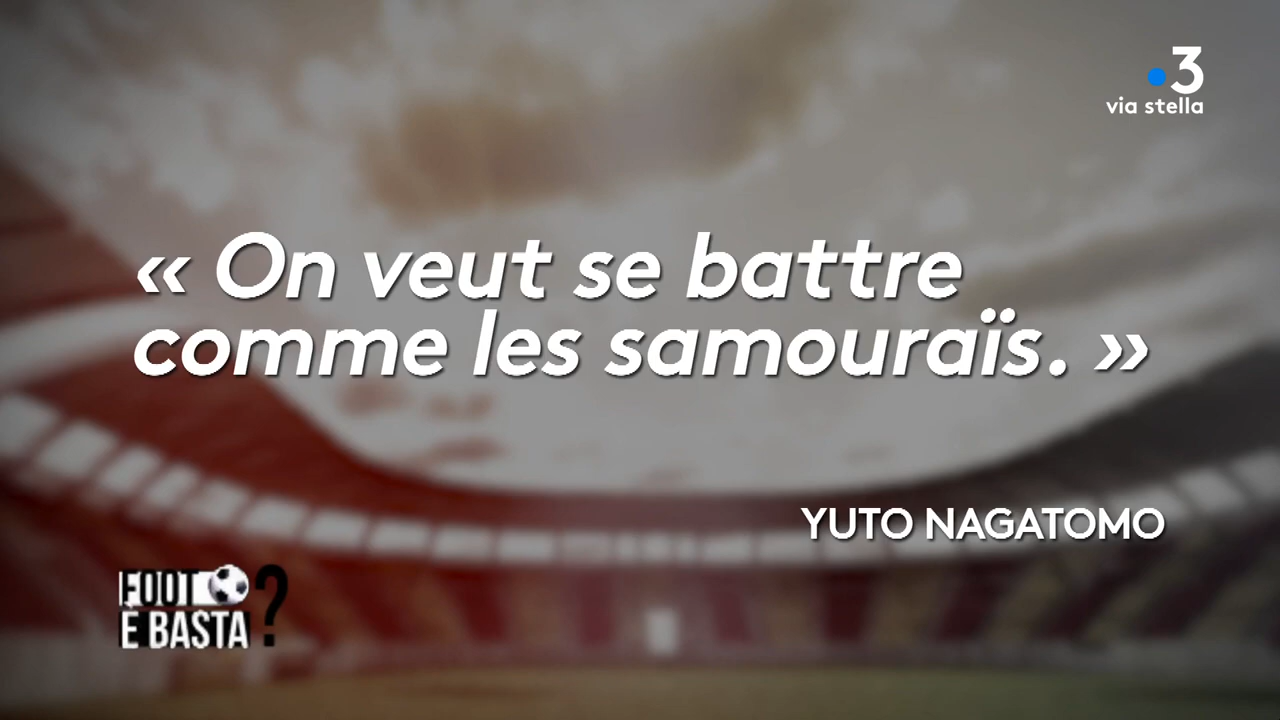 3
via stella
« On veut se battre
comme les samouraïs. »
YUTO NAGATOMO
FOOT ?
È BASTA